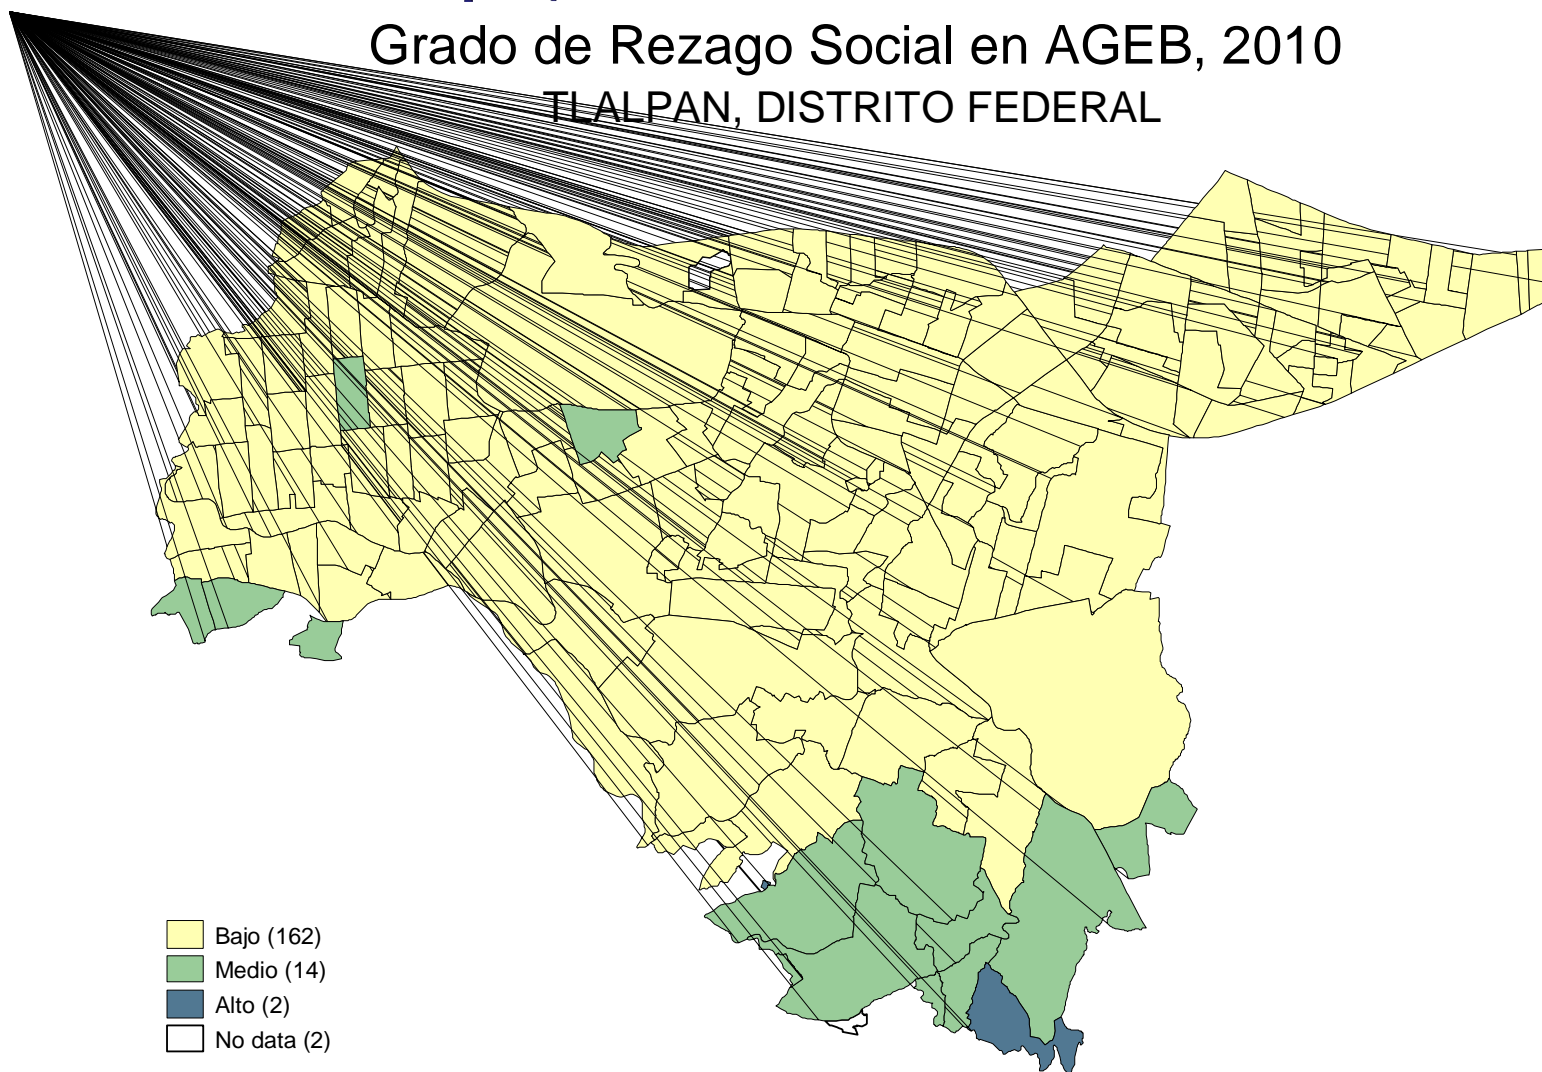 Grado de Rezago Social en AGEB, 2010
TLALPAN, DISTRITO FEDERAL
Bajo (162)
Medio (14)
Alto (2)
No data (2)